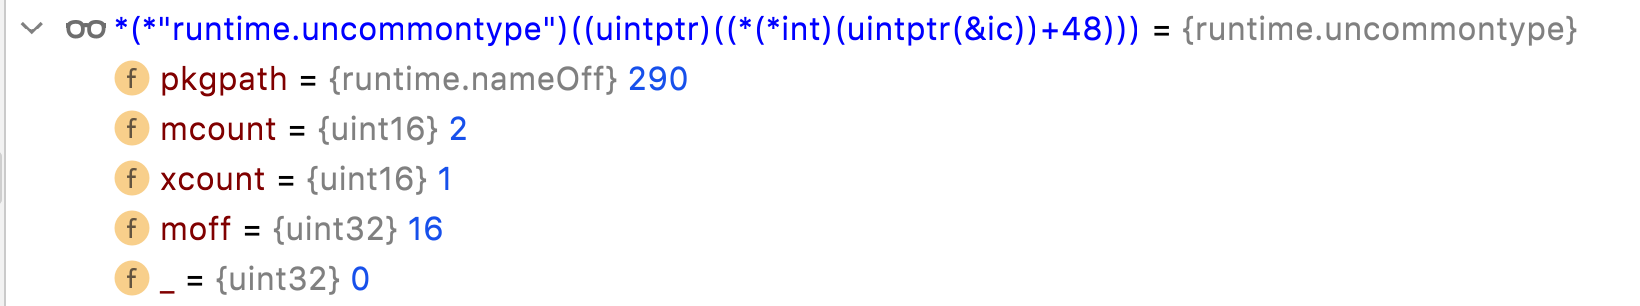 *(*"runtime.uncommontype")((uintptr)((*(*int)(uintptr(&ic))+48))) = {runtime.uncommontype}
f pkgpath = {runtime.nameOff} 290
f mcount = {uint16} 2
f xcount = {uint16} 1
f moff = {uint32} 16
f _ = {uint32} 0